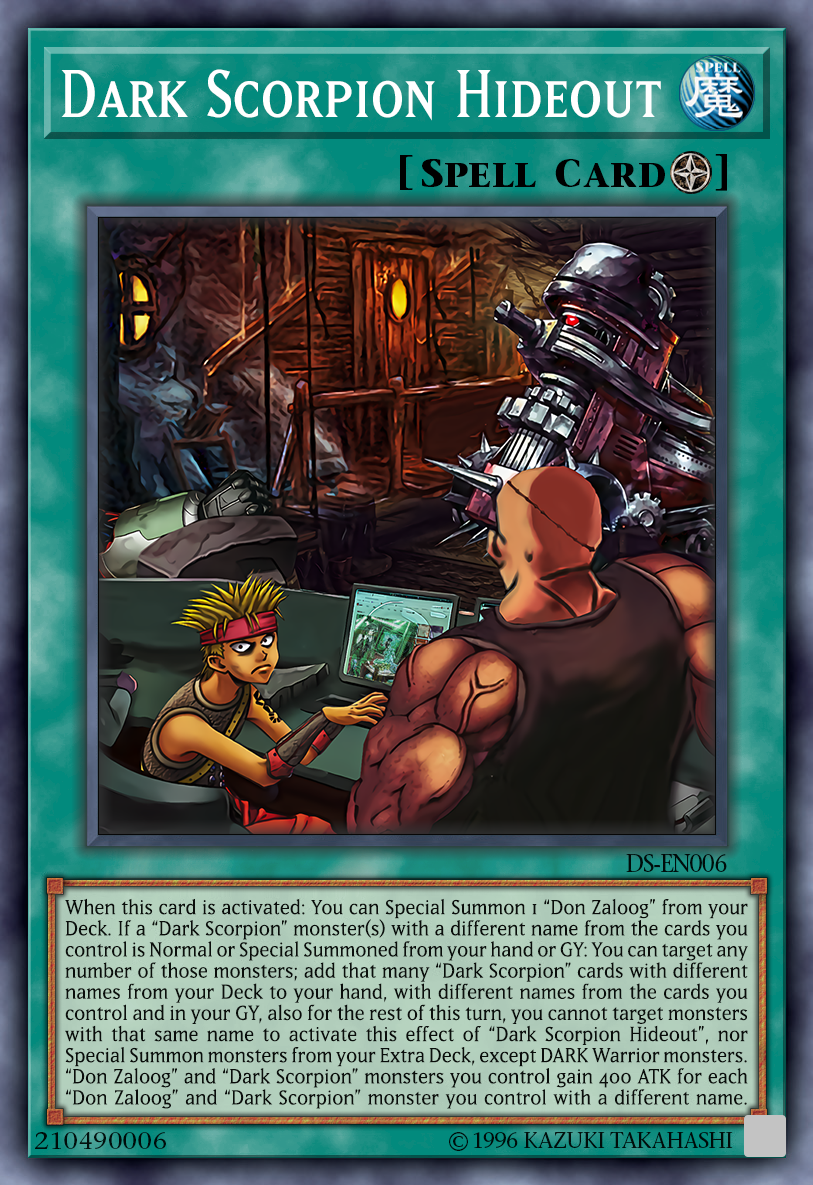 DARK SCORPION HIDEOUT
SPELL
魔
[SPELL CARD]
DS-EN006
When this card is activated: You can Special Summon 1 “Don Zaloog” from your
Deck. If a “Dark Scorpion” monster(s) with a different name from the cards you
control is Normal or Special Summoned from your hand or GY: You can target any
number of those monsters; add that many “Dark Scorpion” cards with different
names from your Deck to your hand, with different names from the cards you
control and in your GY, also for the rest of this turn, you cannot target monsters
with that same name to activate this effect of “Dark Scorpion Hideout”, nor
Special Summon monsters from your Extra Deck, except DARK Warrior monsters.
“Don Zaloog” and “Dark Scorpion” monsters you control gain 400 ATK for each
“Don Zaloog” and “Dark Scorpion” monster you control with a different name.
210490006
© 1996 KAZUKI TAKAHASHI